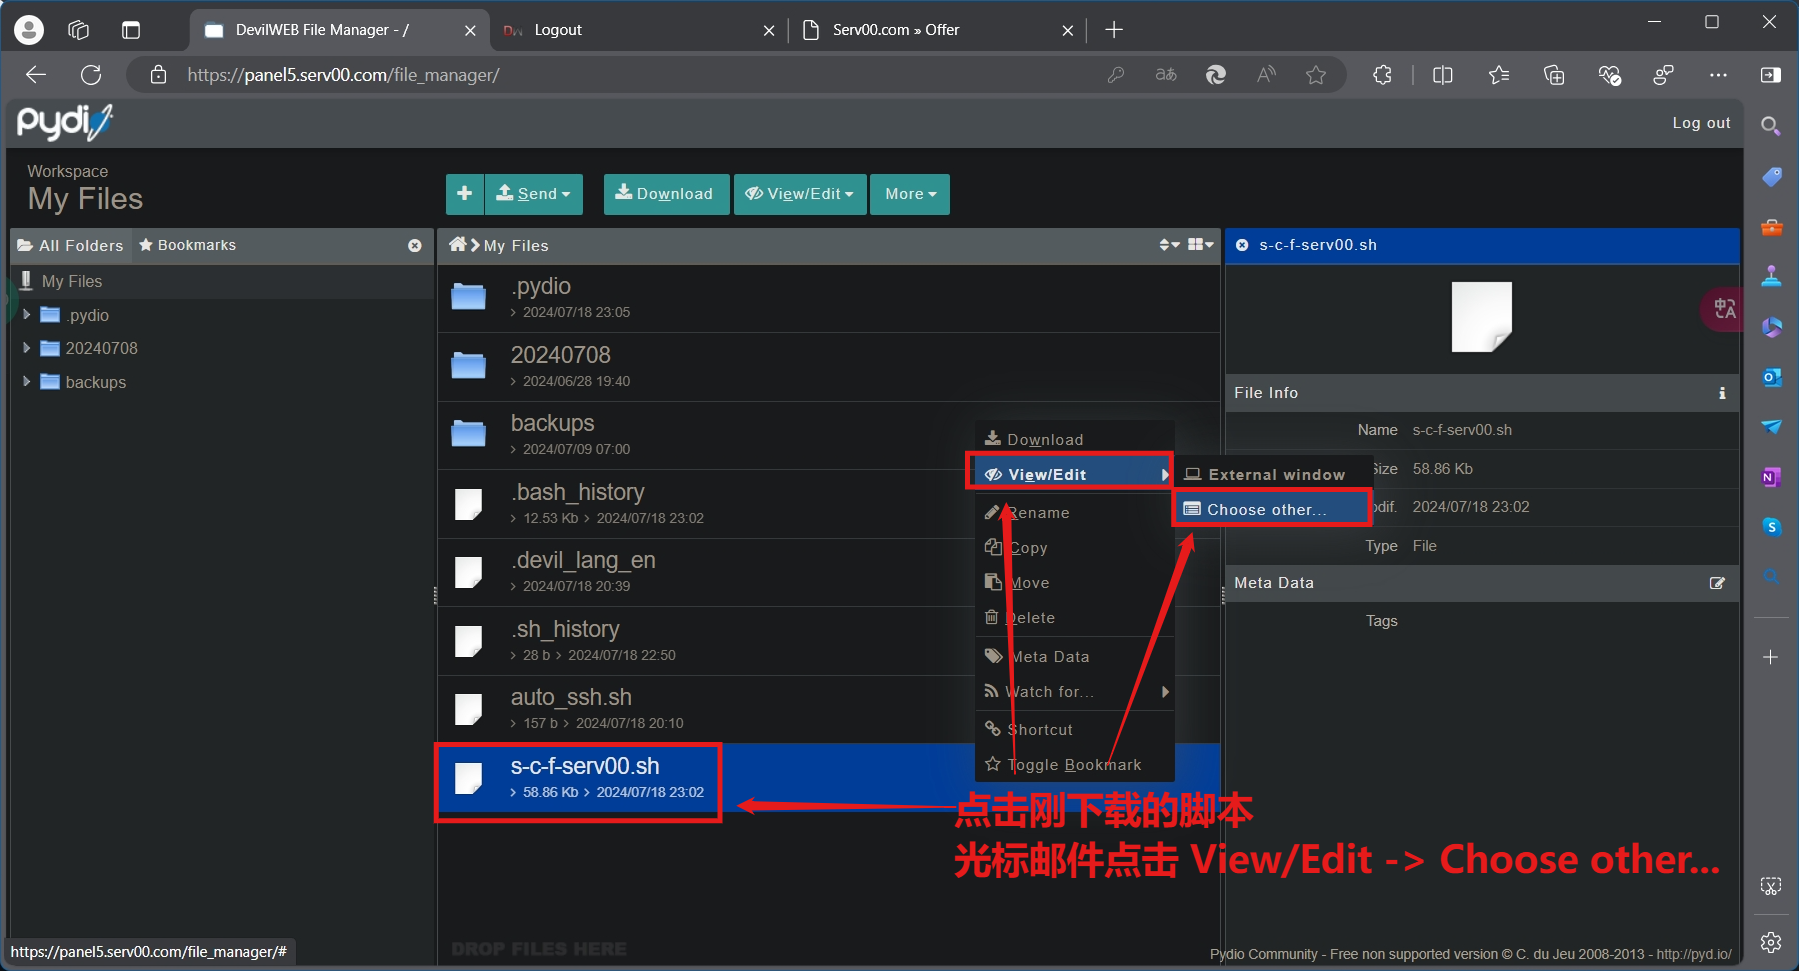 DevilWEB File Manager - /
Logout
Serv00.com » Offer
https://panel5.serv00.com/file_manager/
pydio
Log out
Workspace
My Files
Send
Download
View/Edit
More
All Folders
Bookmarks
My Files
s-c-f-serv00.sh
My Files
.pydio
20240708
backups
.pydio
2024/07/18 23:05
20240708
2024/06/28 19:40
backups
2024/07/09 07:00
.bash_history
12.53 Kb > 2024/07/18 23:02
.devil_lang_en
2024/07/18 20:39
.sh_history
28 b > 2024/07/18 22:50
auto_ssh.sh
157 b > 2024/07/18 20:10
s-c-f-serv00.sh
58.86 Kb > 2024/07/18 23:02
Download
View/Edit
Rename
Copy
Move
Delete
Meta Data
Watch for...
Shortcut
Toggle Bookmark
External window
Choose other...
File Info
Name s-c-f-serv00.sh
Size 58.86 Kb
odif. 2024/07/18 23:02
Type File
Meta Data
Tags
点击刚下载的脚本
光标邮件点击 View/Edit -> Choose other...
DROP FILES HERE
https://panel5.serv00.com/file_manager/#
Pydio Community - Free non supported version © C. du Jeu 2008-2013 - http://pyd.io/